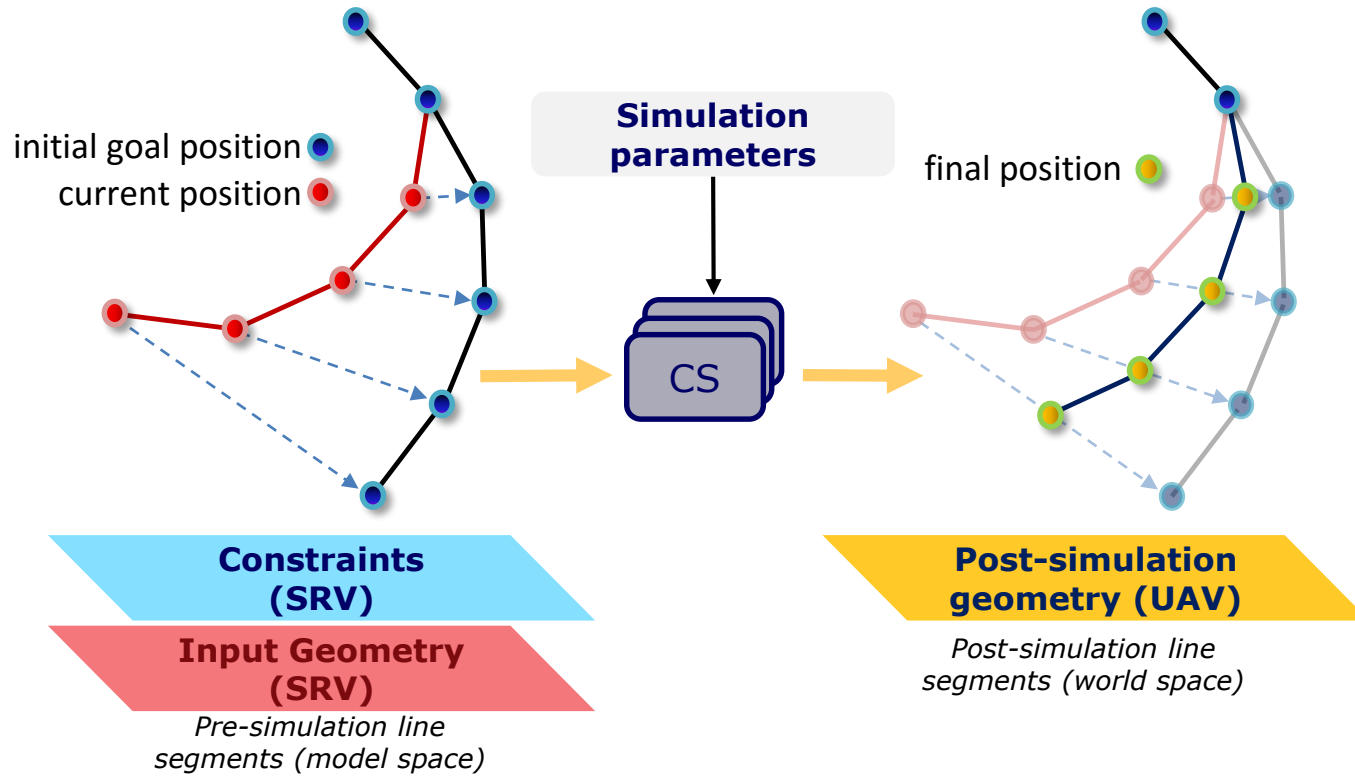 initial goal position
current position
Simulation
parameters
final position
CS
Constraints
(SRV)
Input Geometry
(SRV)
Pre-simulation line
segments (model space)
Post-simulation
geometry (UAV)
Post-simulation line
segments (world space)